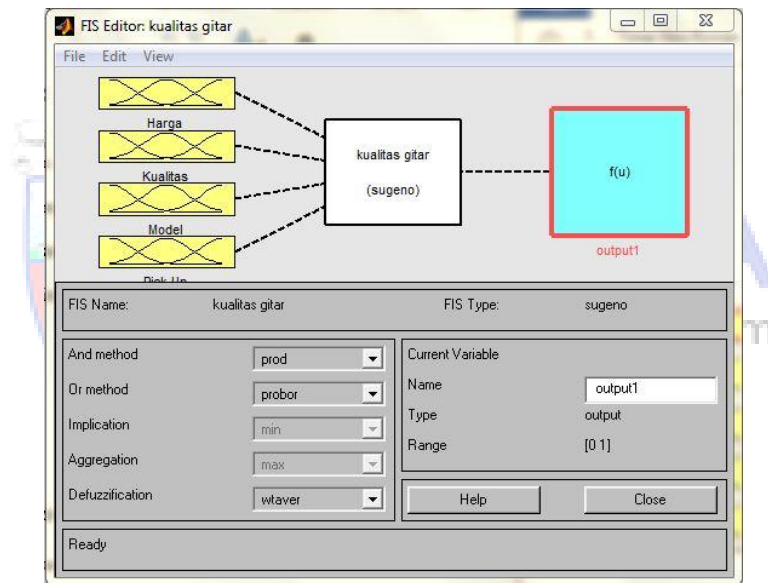 FIS Editor: kualitas gitar
File Edit View
Harga
Kualitas
Model
Pick Up
kualitas gitar
(sugeno)
f(u)
output1
FIS Name: kualitas gitar FIS Type: sugeno
And method prod
Or method probor
Implication min
Aggregation max
Defuzzification wtaver
Current Variable
Name output1
Type output
Range [0 1]
Help Close
Ready